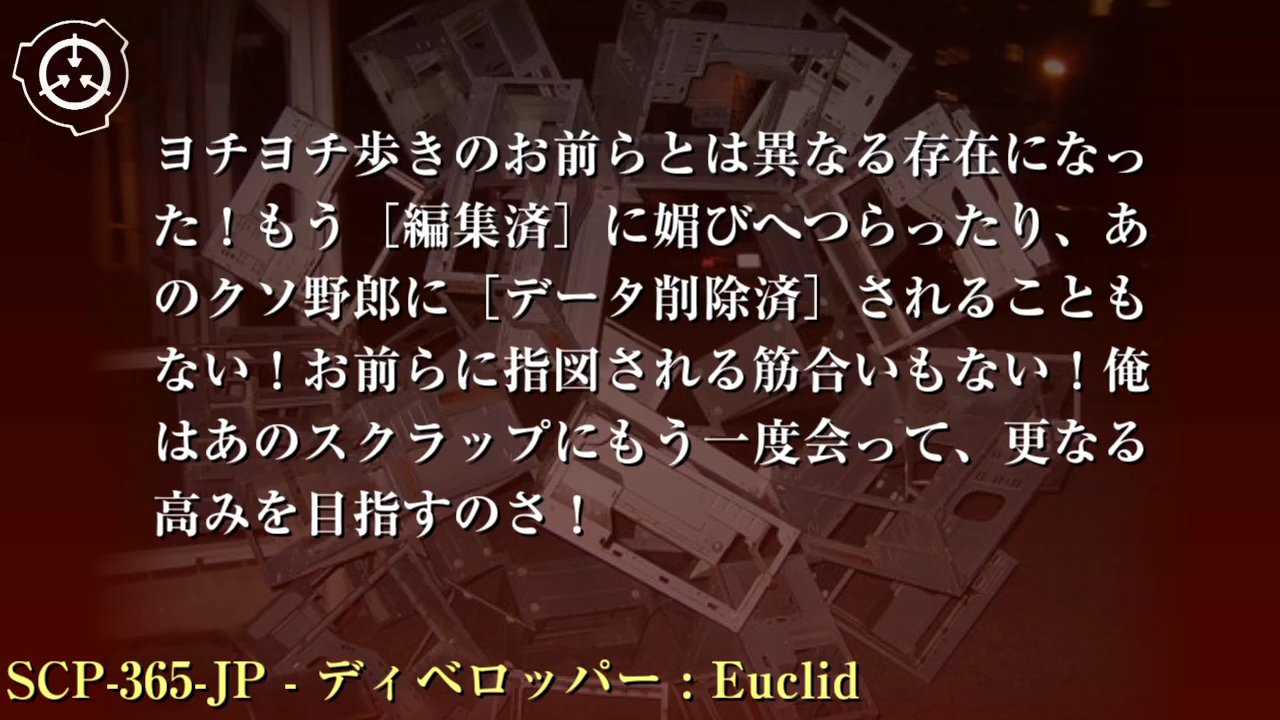 ヨチヨチ歩きのお前らとは異なる存在になっ
た！もう［編集済］に媚びへつらったり、あ
のクソ野郎に［データ削除済］されることも
ない！お前らに指図される筋合いもない！俺
はあのスクラップにもう一度会って、更なる
高みを目指すのさ！
SCP-365-JP - ディベロッパー : Euclid